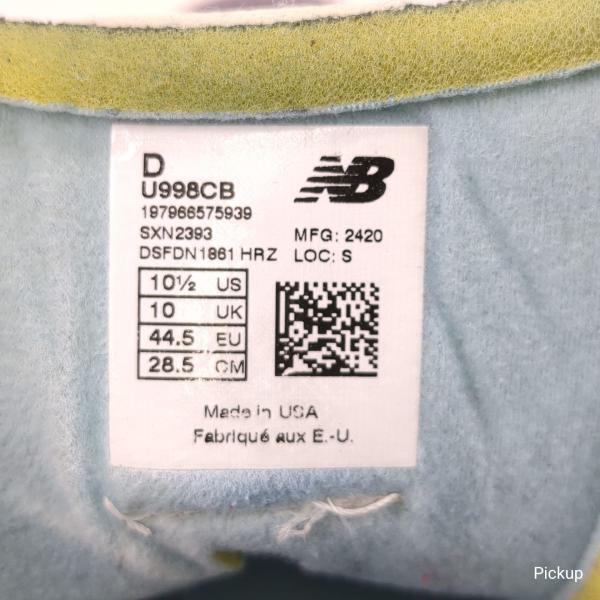 D
U998CB
NB
197966575939
SXN2393 MFG: 2420
DSFDN1861 HRZ LOC: S
10½ US
10 UK
44.5 EU
28.5 CM
Made in USA
Fabriqué aux E.-U.
Pickup